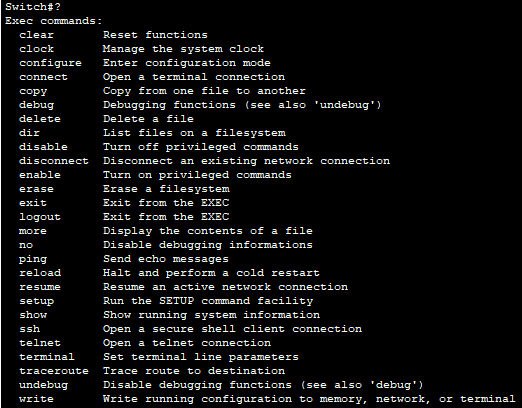 Switch#?
Exec commands:
  clear       Reset functions
  clock       Manage the system clock
  configure   Enter configuration mode
  connect     Open a terminal connection
  copy        Copy from one file to another
  debug       Debugging functions (see also 'undebug')
  delete      Delete a file
  dir         List files on a filesystem
  disable     Turn off privileged commands
  disconnect  Disconnect an existing network connection
  enable      Turn on privileged commands
  erase       Erase a filesystem
  exit        Exit from the EXEC
  logout      Exit from the EXEC
  more        Display the contents of a file
  no          Disable debugging informations
  ping        Send echo messages
  reload      Halt and perform a cold restart
  resume      Resume an active network connection
  setup       Run the SETUP command facility
  show        Show running system information
  ssh         Open a secure shell client connection
  telnet      Open a telnet connection
  terminal    Set terminal line parameters
  traceroute  Trace route to destination
  undebug     Disable debugging functions (see also 'debug')
  write       Write running configuration to memory, network, or terminal